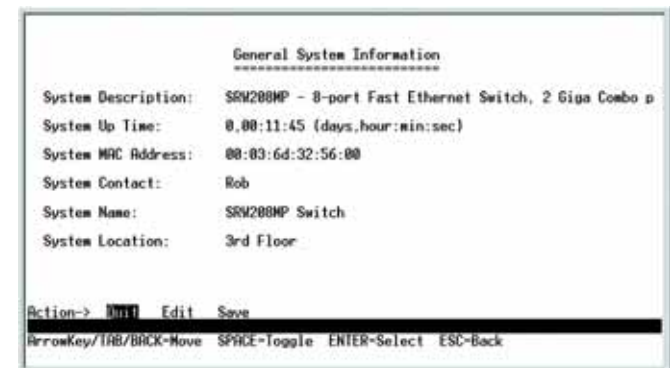 General System Information
===========================
System Description: SRW208MP - 8-port Fast Ethernet Switch, 2 Giga Combo p
System Up Time: 0,00:11:45 (days,hour:min:sec)
System MAC Address: 00:03:6d:32:56:00
System Contact: Rob
System Name: SRW208MP Switch
System Location: 3rd Floor
Action-> Quit Edit Save
ArrowKey/TAB/BACK=Move SPACE=Toggle ENTER=Select ESC=Back